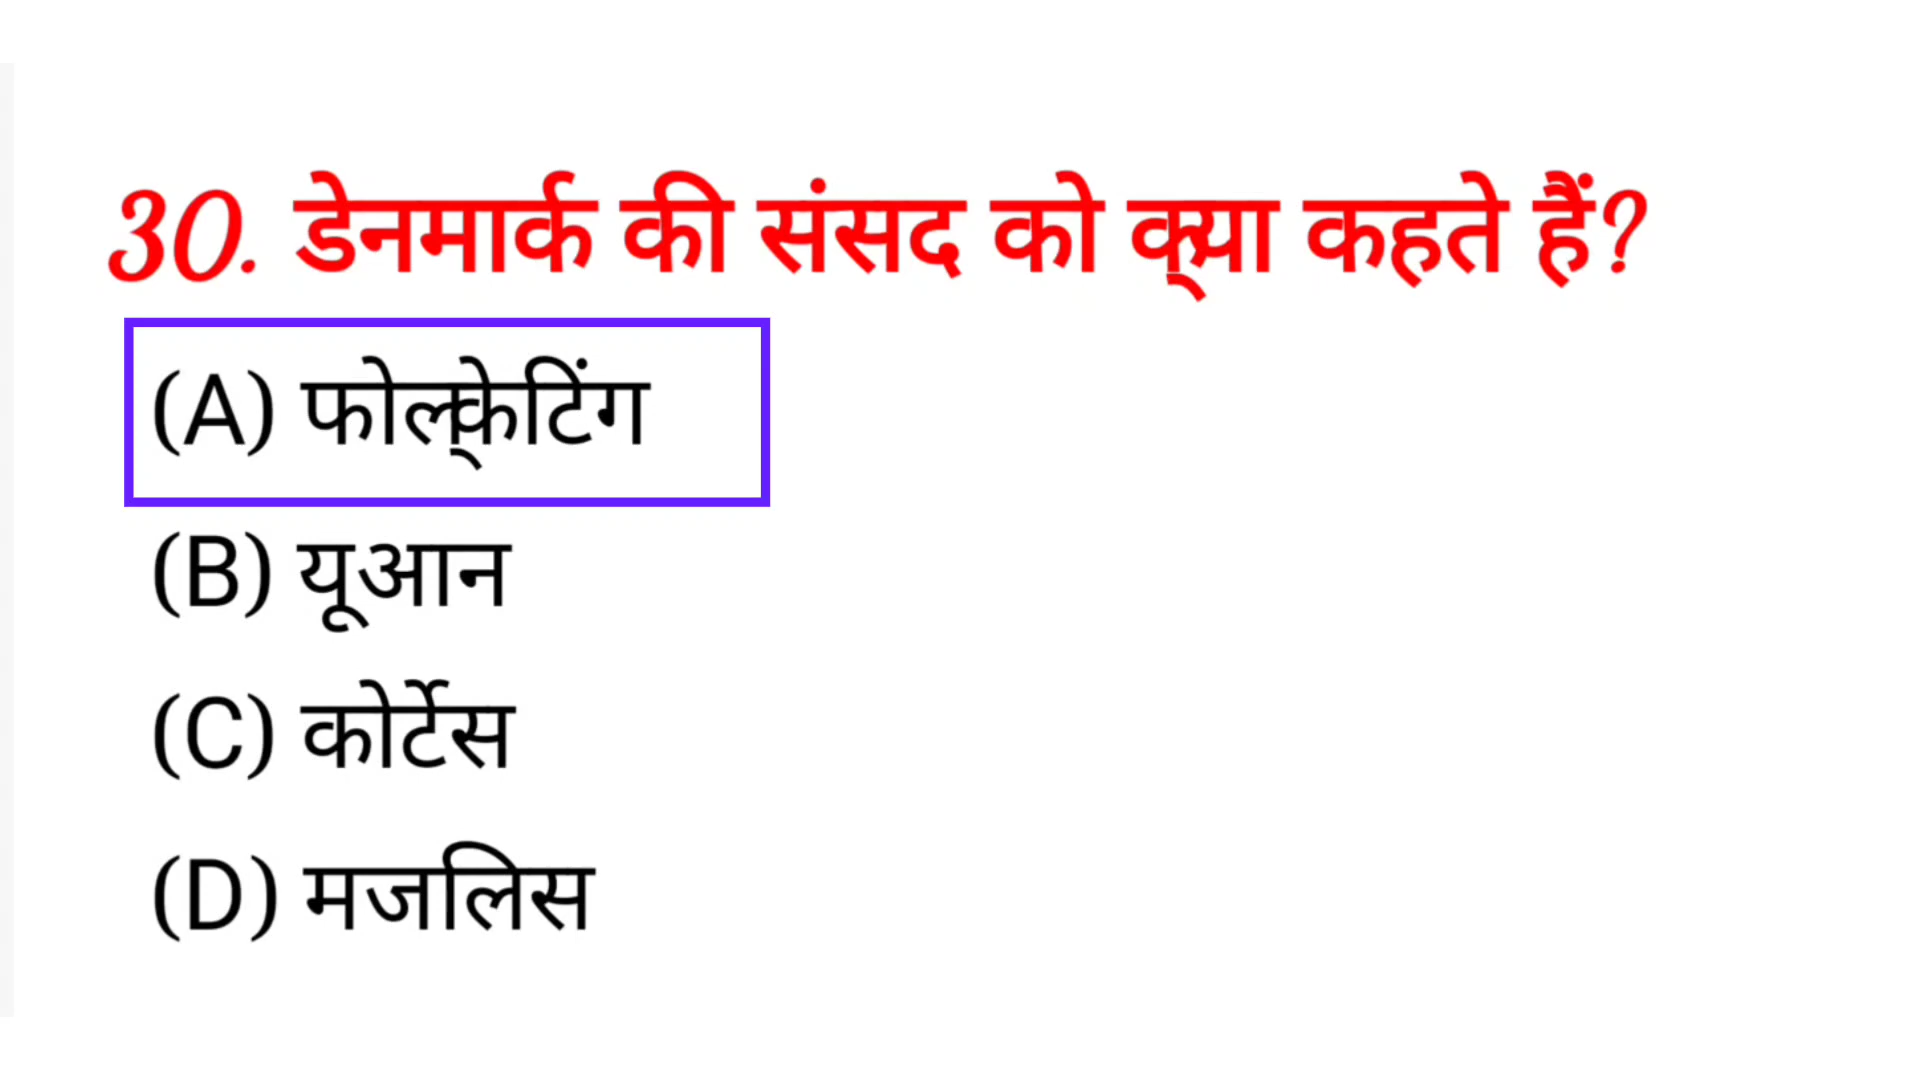 30. डेनमार्क की संसद को क्या कहते हैं?
(A) फोल्केटिंग
(B) यूआन
(C) कोर्टेस
(D) मजलिस